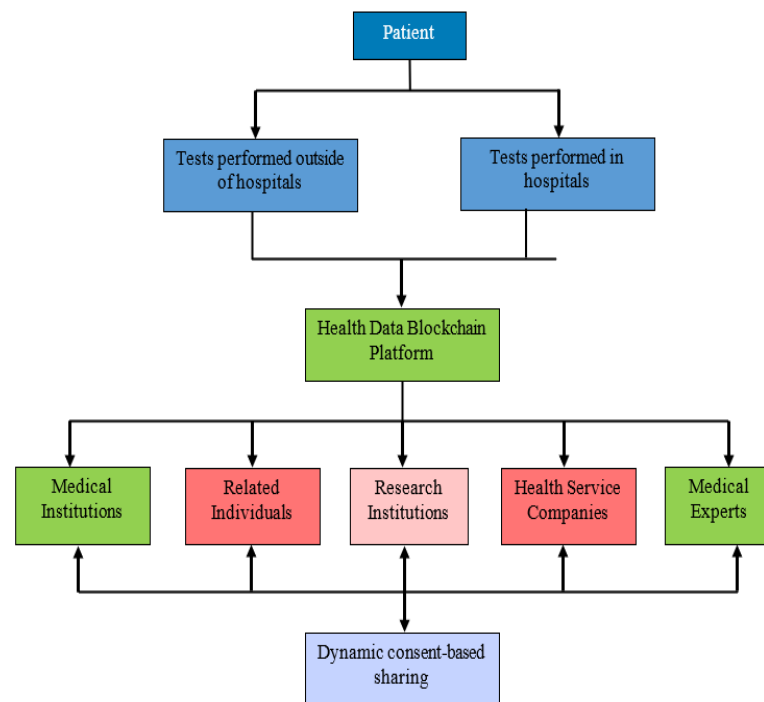 Patient
Tests performed outside
of hospitals
Tests performed in
hospitals
Health Data Blockchain
Platform
Medical
Institutions
Related
Individuals
Research
Institutions
Health Service
Companies
Medical
Experts
Dynamic consent-based
sharing